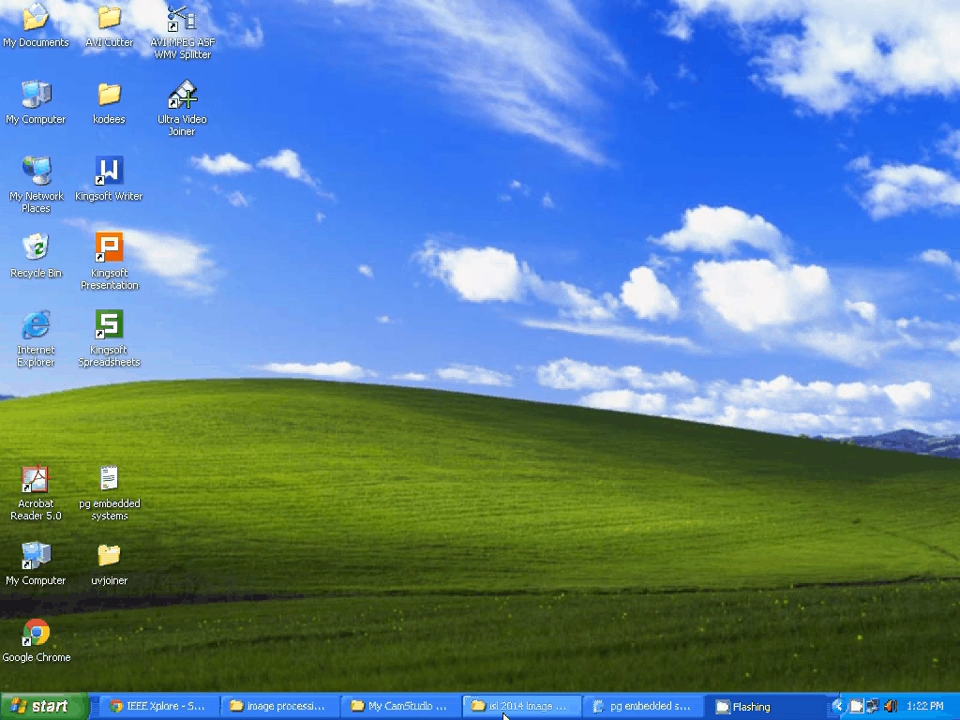 My Documents
AVI Cutter
AVI MPEG ASF
WMV Splitter
My Computer
kodees
Ultra Video
Joiner
My Network
Places
Kingsoft Writer
Recycle Bin
Kingsoft
Presentation
Internet
Explorer
Kingsoft
Spreadsheets
Acrobat
Reader 5.0
pg embedded
systems
My Computer
uvjoiner
Google Chrome
start
IEEE Xplore - S...
image processi...
My CamStudio ...
isl 2014 image ...
pg embedded s...
Flashing
1:22 PM